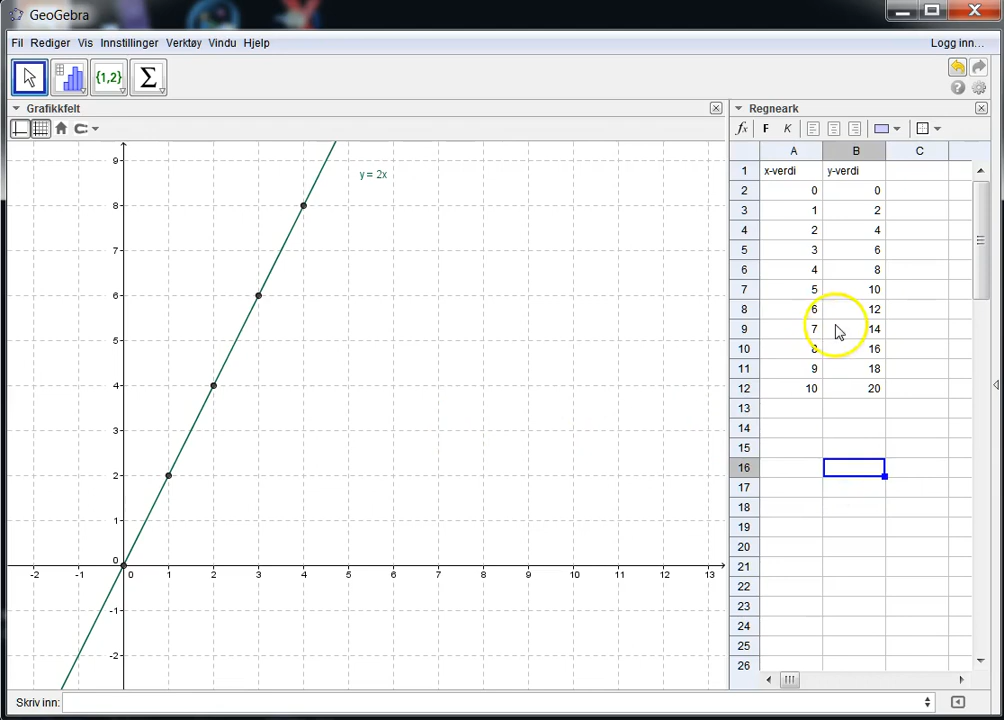 GeoGebra
Fil Rediger Vis Innstillinger Verktøy Vindu Hjelp Logg inn...
{1,2} Σ
Grafikkfelt
Regneark
fx F K
A B C
1 x-verdi y-verdi
2 0 0
3 1 2
4 2 4
5 3 6
6 4 8
7 5 10
8 6 12
9 7 14
10 8 16
11 9 18
12 10 20
13
14
15
16
17
18
19
20
21
22
23
24
25
26
y = 2x
9
8
7
6
5
4
3
2
1
0
-2 -1 0 1 2 3 4 5 6 7 8 9 10 11 12 13
-1
-2
Skriv inn: